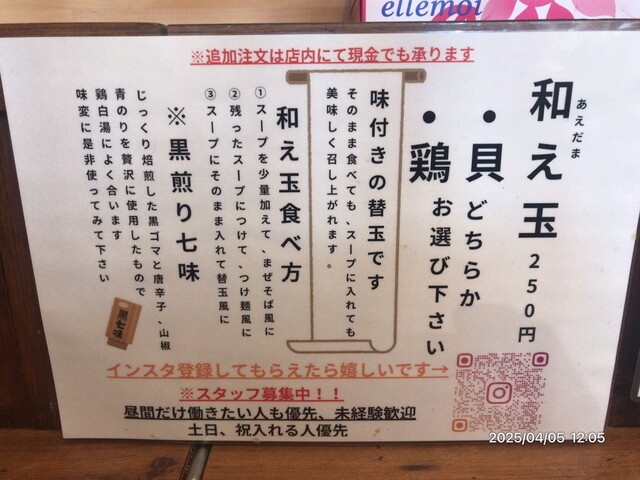 ellemoi
※追加注文は店内にて現金でも承ります
和え玉 250円
あえだま
・貝 どちらか
・鶏 お選び下さい
味付きの替玉です
そのまま食べても、スープに入れても
美味しく召し上がれます。
和え玉食べ方
①スープを少量加えて、まぜそば風に
②残ったスープにつけて、つけ麺風に
③スープにそのまま入れて替玉風に
※黒煎り七味
じっくり焙煎した黒ゴマと唐辛子、山椒
青のりを贅沢に使用したもので
鶏白湯によく合います
味変に是非使ってみて下さい
黒七味
インスタ登録してもらえたら嬉しいです→
※スタッフ募集中！！
昼間だけ働きたい人も優先、未経験歓迎
土日、祝入れる人優先
2025/04/05 12:05